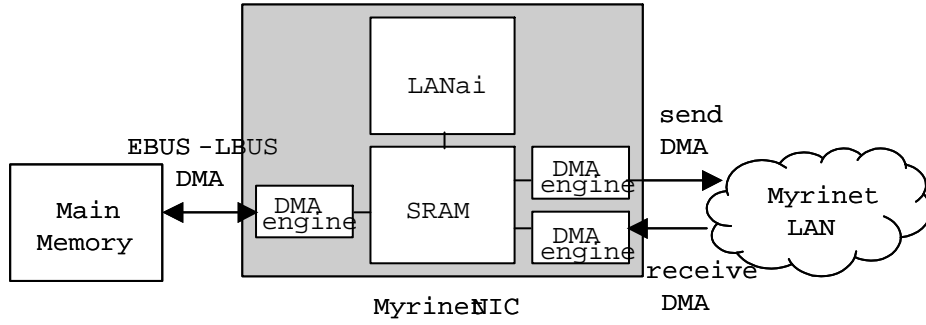 LANai
send
DMA
EBUS-LBUS
DMA
DMA
engine
Main
Memory
DMA
engine
SRAM
Myrinet
LAN
DMA
engine
receive
DMA
MyrinetNIC